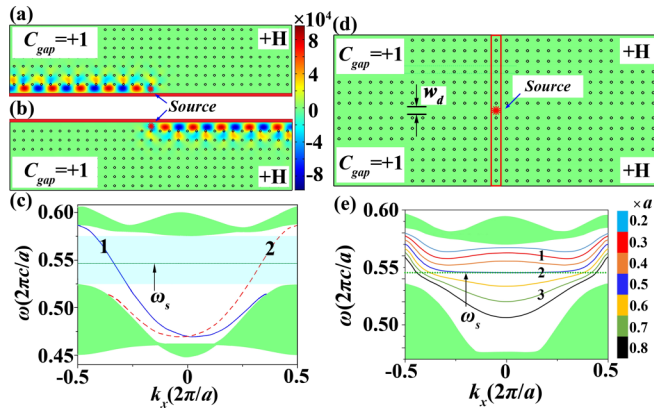 (a)
C_gap=+1
+H
×10⁴
8
4
0
-4
-8
Source
(b)
C_gap=+1
+H
(c)
0.60
0.55
0.50
0.45
ω(2πc/a)
1
2
ω_s
-0.5
0.0
0.5
k_x(2π/a)
(d)
C_gap=+1
+H
w_d
Source
C_gap=+1
+H
(e)
0.60
0.55
0.50
ω(2πc/a)
1
2
3
ω_s
-0.5
0.0
0.5
k_x(2π/a)
×a
0.2
0.3
0.4
0.5
0.6
0.7
0.8